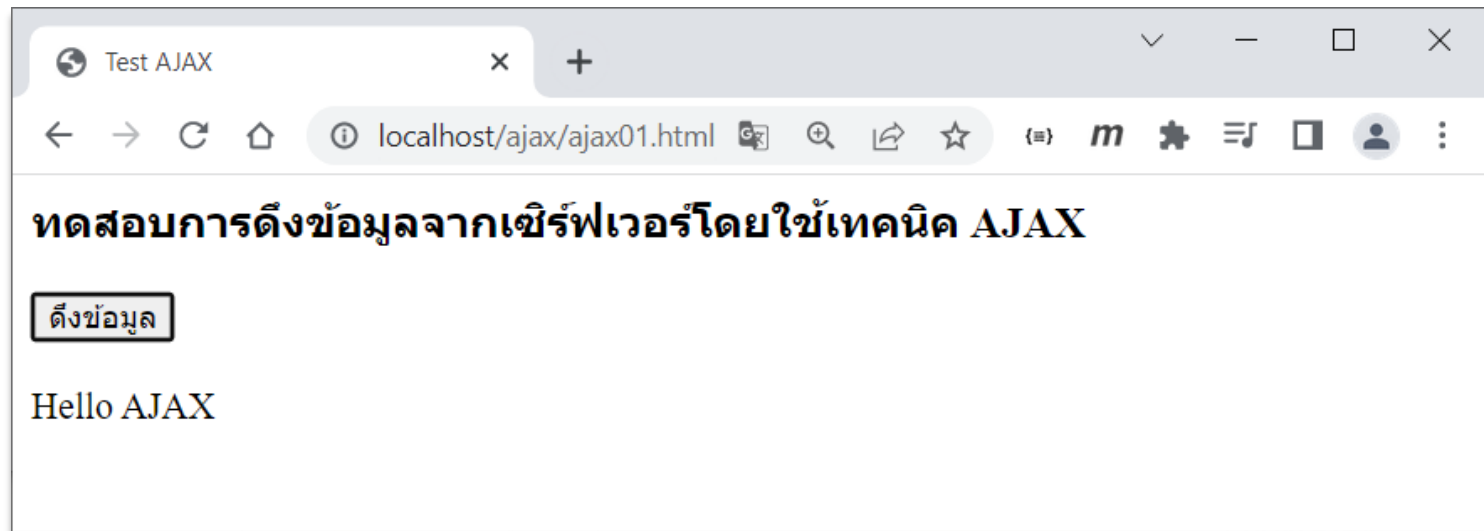 Test AJAX
localhost/ajax/ajax01.html
ทดสอบการดึงข้อมูลจากเซิร์ฟเวอร์โดยใช้เทคนิค AJAX
ดึงข้อมูล
Hello AJAX